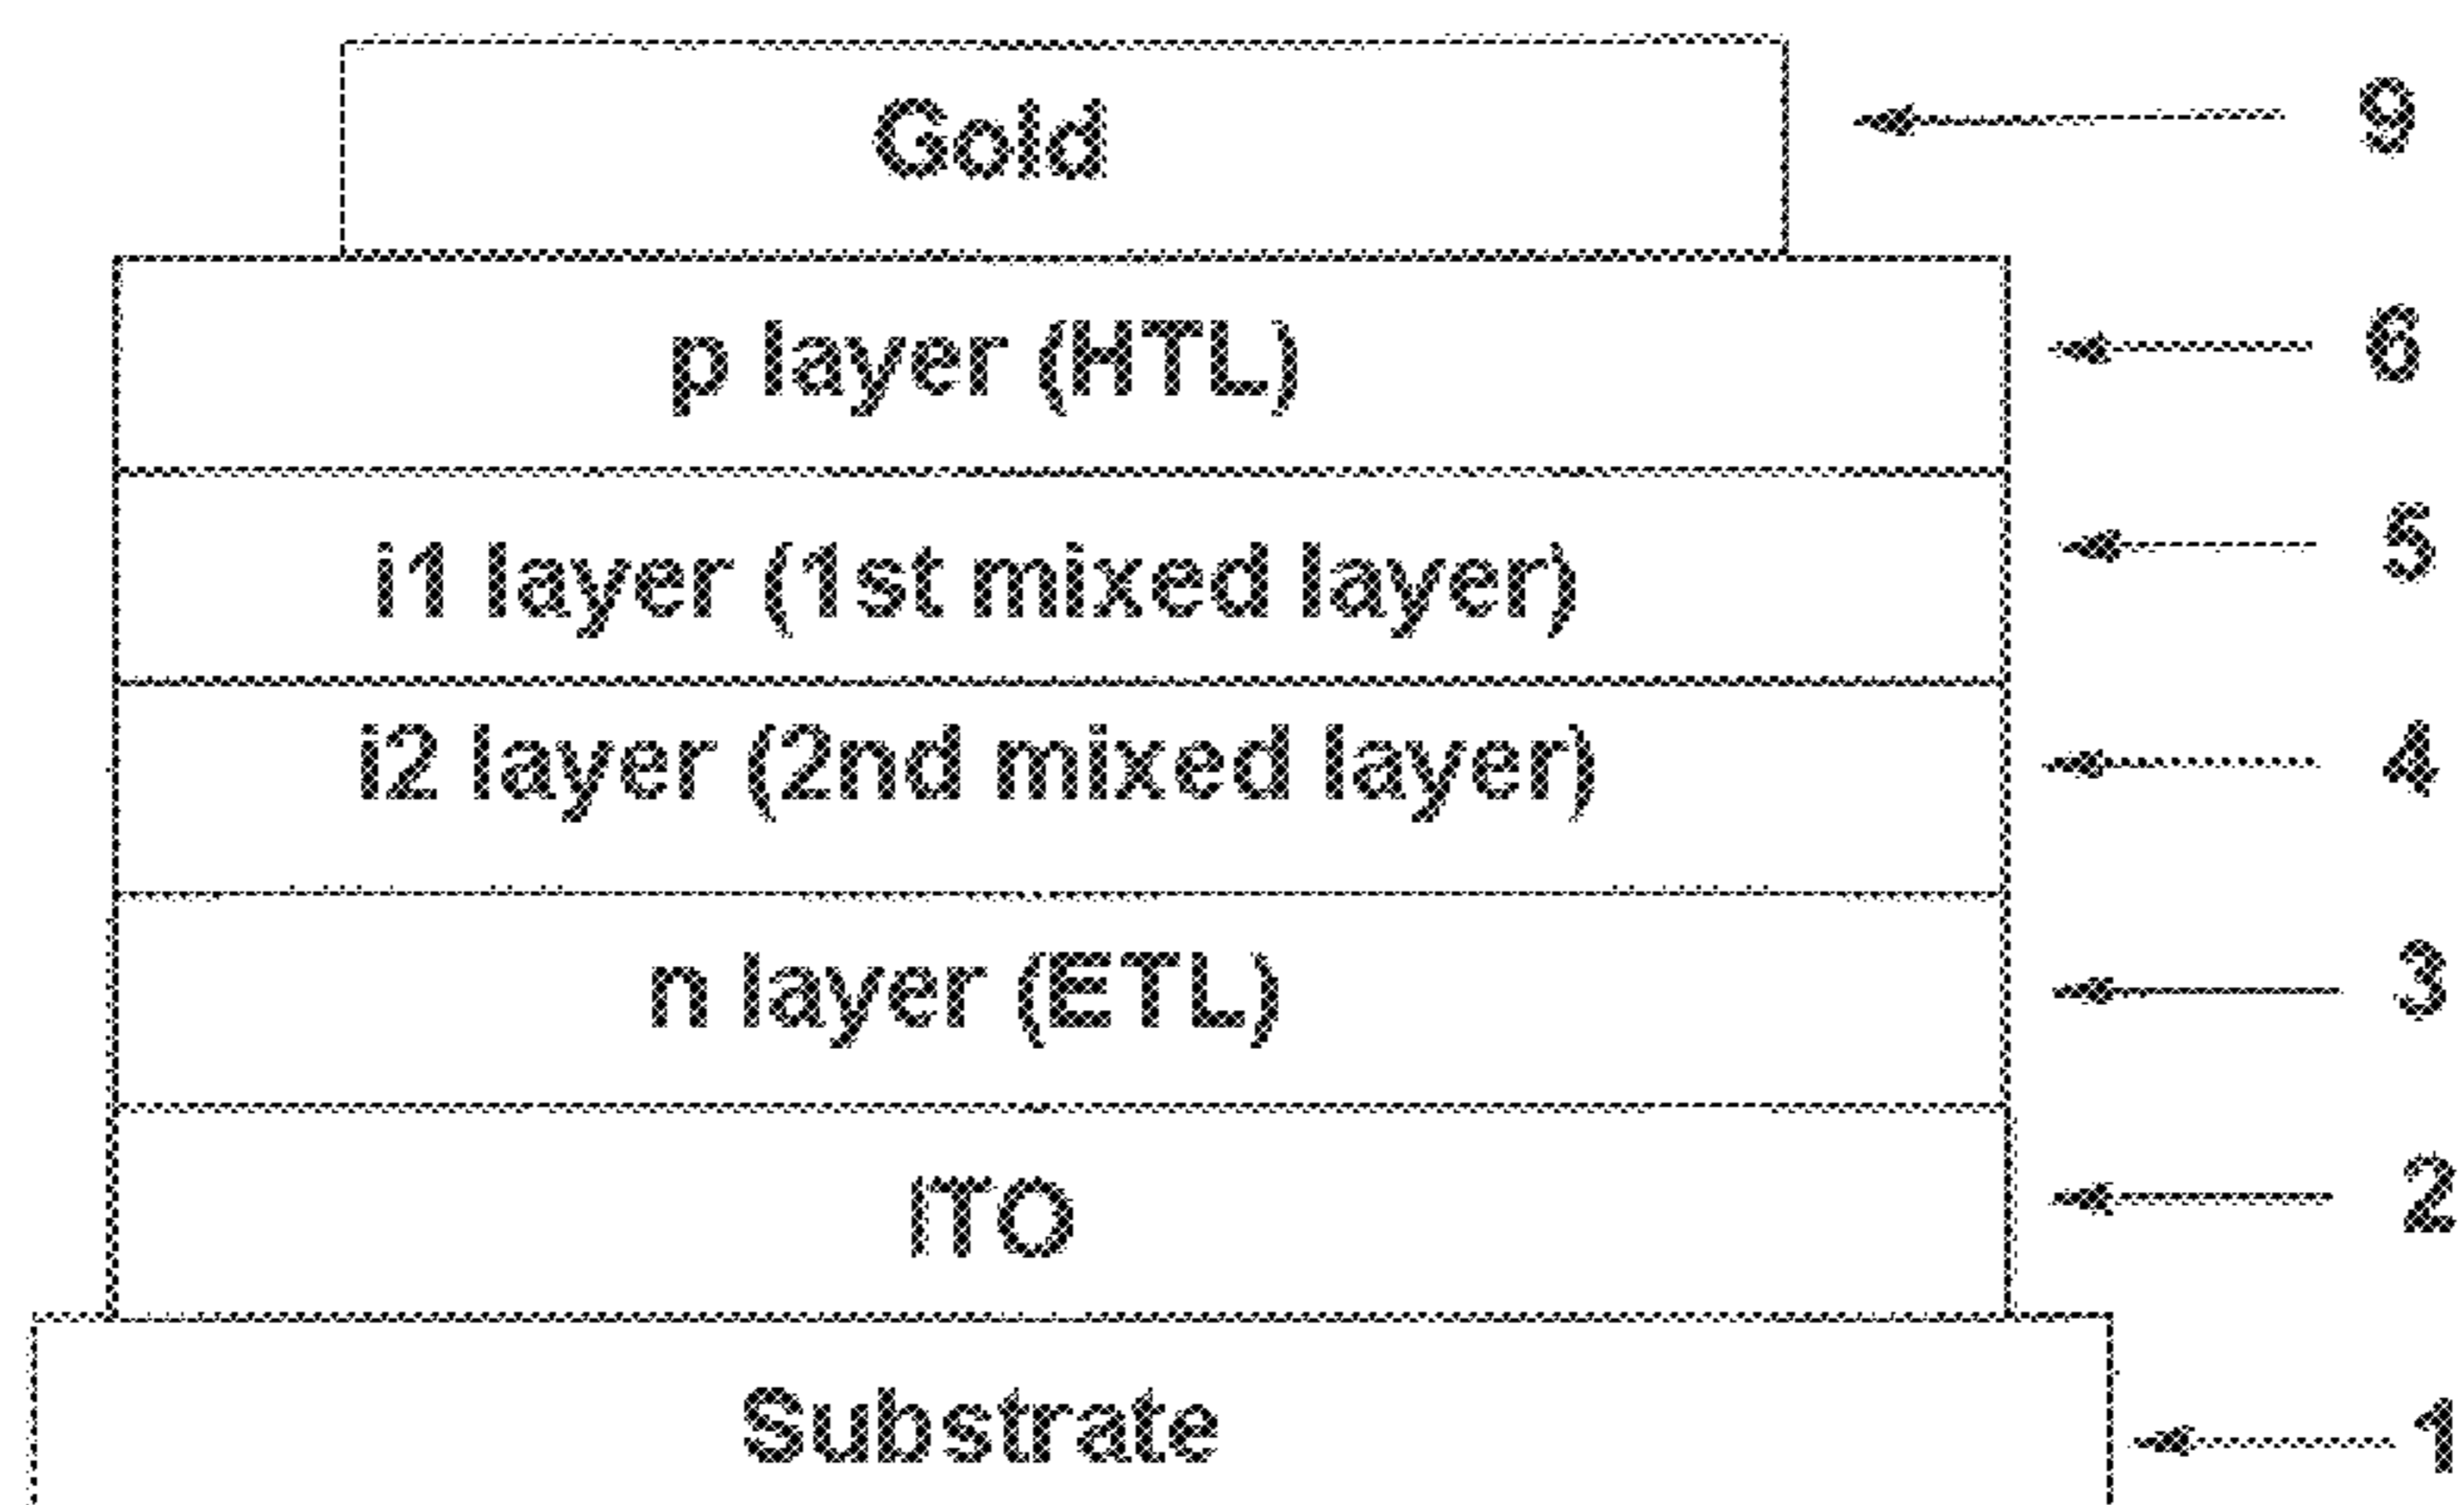 Gold 9
p layer (HTL) 6
i1 layer (1st mixed layer) 5
i2 layer (2nd mixed layer) 4
n layer (ETL) 3
ITO 2
Substrate 1